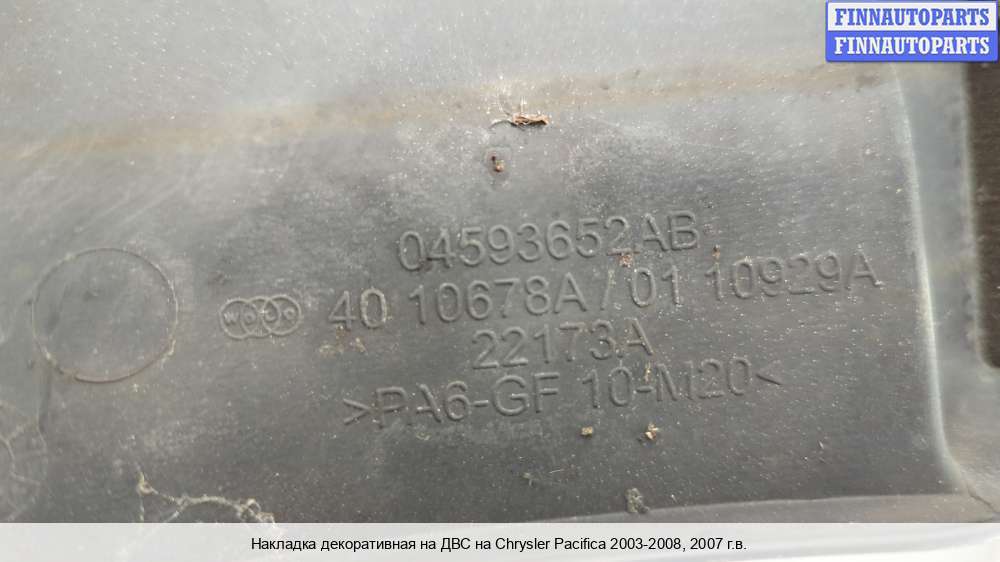 FINNAUTOPARTS
FINNAUTOPARTS
04593652AB
40 10678A/01 10929A
22173A
>PA6-GF 10-M20<
Накладка декоративная на ДВС на Chrysler Pacifica 2003-2008, 2007 г.в.